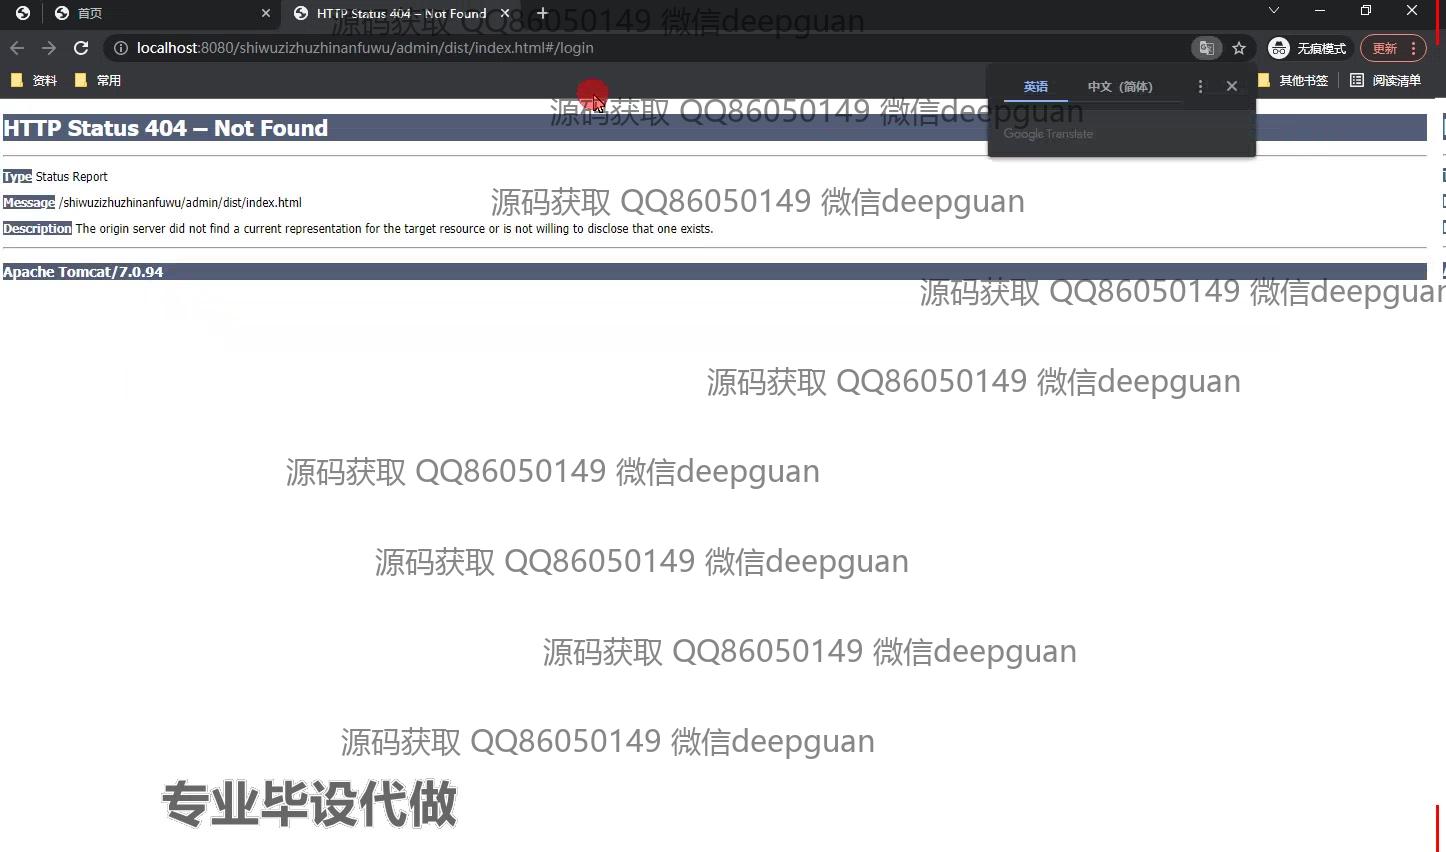 首页
HTTP Status 404 – Not Found
源码获取 QQ86050149 微信deepguan
localhost:8080/shiwuzizhuzhinanfuwu/admin/dist/index.html#/login
无痕模式
更新
资料
常用
英语
中文（简体）
其他书签
阅读清单
源码获取 QQ86050149 微信deepguan
HTTP Status 404 – Not Found
Google Translate
Type Status Report
Message /shiwuzizhuzhinanfuwu/admin/dist/index.html
源码获取 QQ86050149 微信deepguan
Description The origin server did not find a current representation for the target resource or is not willing to disclose that one exists.
Apache Tomcat/7.0.94
源码获取 QQ86050149 微信deepguan
源码获取 QQ86050149 微信deepguan
源码获取 QQ86050149 微信deepguan
源码获取 QQ86050149 微信deepguan
源码获取 QQ86050149 微信deepguan
源码获取 QQ86050149 微信deepguan
专业毕设代做